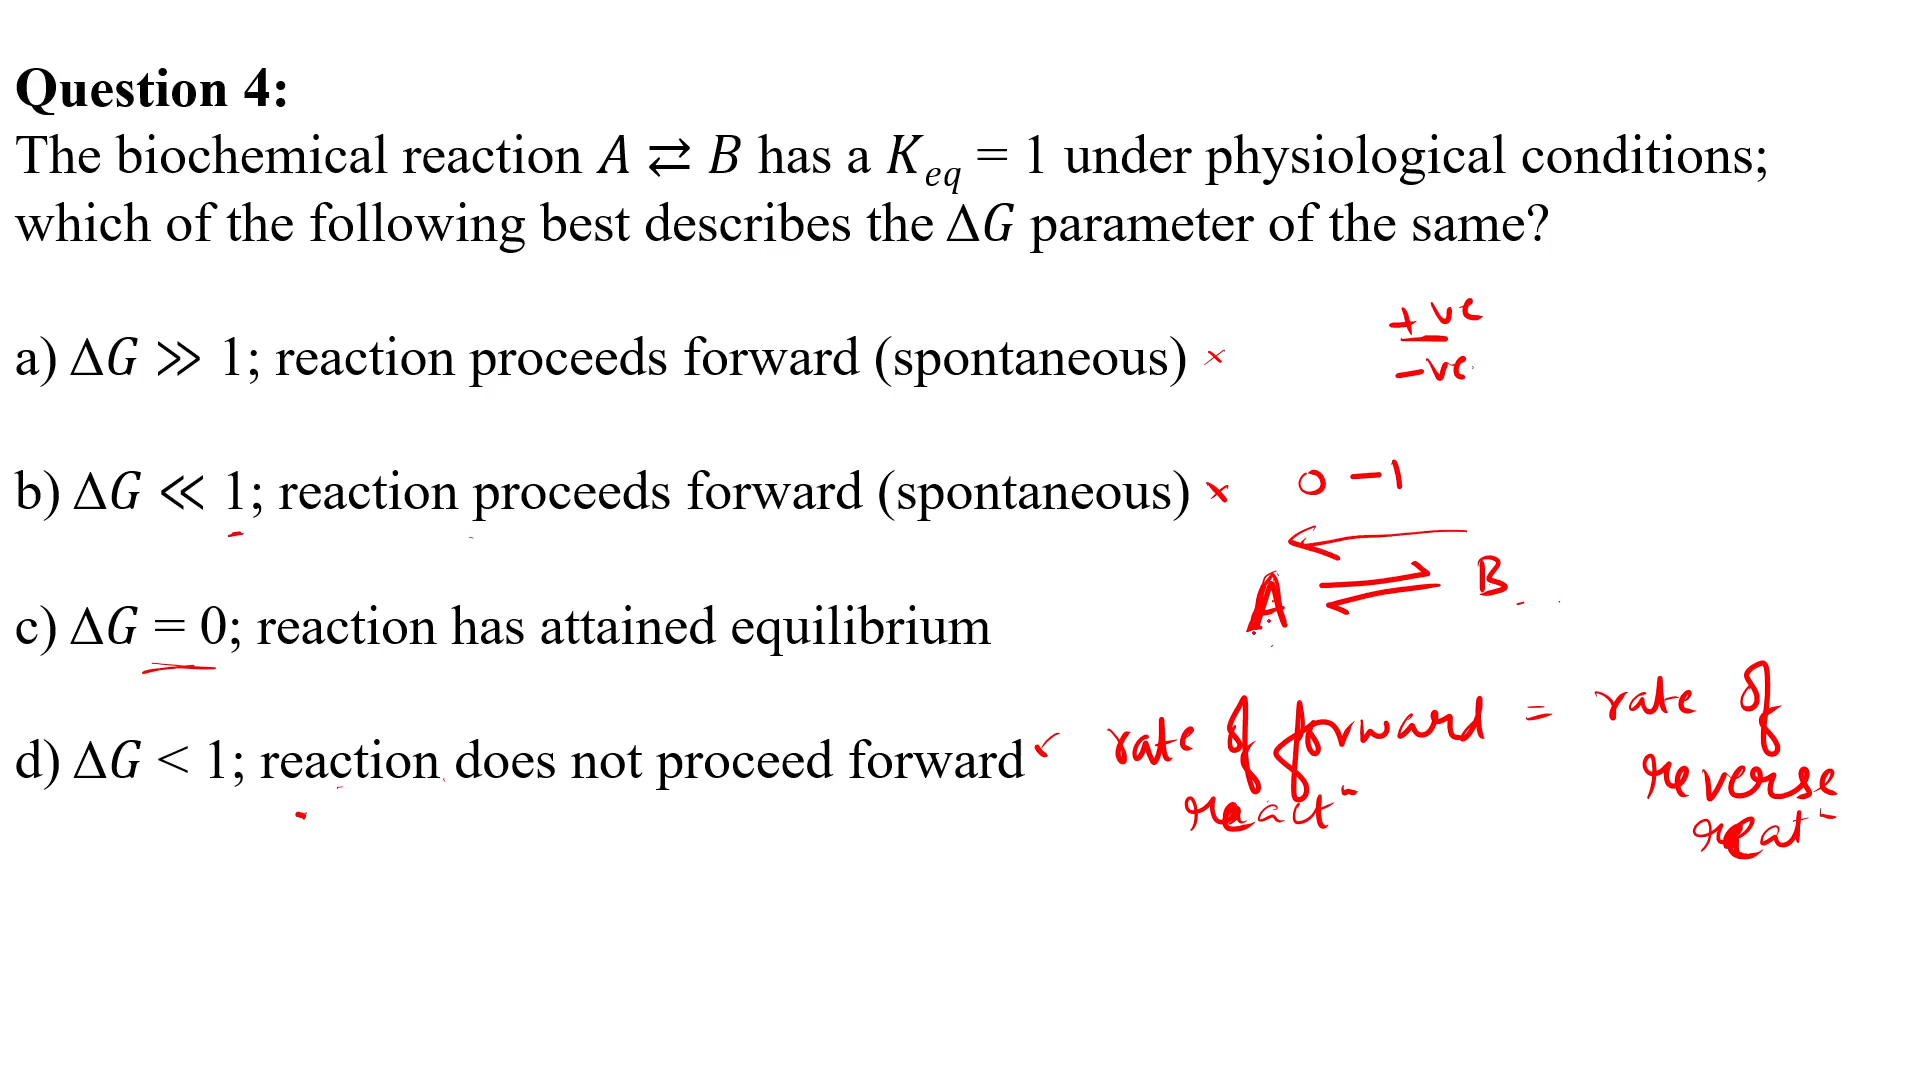 Question 4:
The biochemical reaction A ⇄ B has a K_eq = 1 under physiological conditions;
which of the following best describes the ΔG parameter of the same?
+ve
-ve
a) ΔG ≫ 1; reaction proceeds forward (spontaneous) ×
b) ΔG ≪ 1; reaction proceeds forward (spontaneous) ×
0 - 1
A ⇌ B
c) ΔG = 0; reaction has attained equilibrium
d) ΔG < 1; reaction does not proceed forward ✓
rate of forward = rate of
react^-
reverse
reat^-